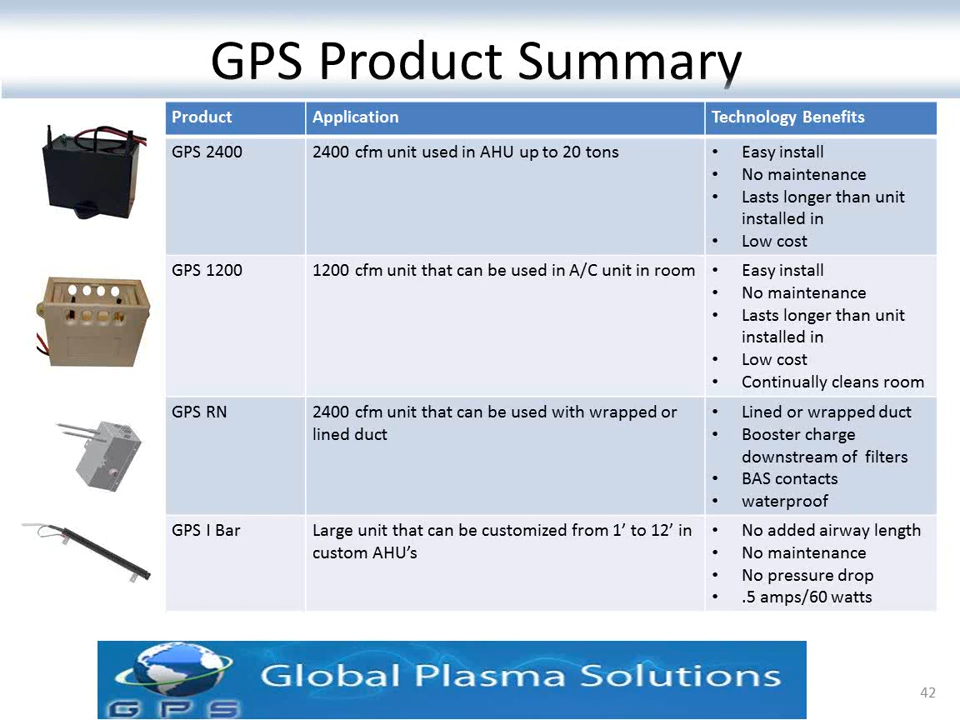 GPS Product Summary
Product Application Technology Benefits
GPS 2400 2400 cfm unit used in AHU up to 20 tons
• Easy install
• No maintenance
• Lasts longer than unit
installed in
• Low cost
GPS 1200 1200 cfm unit that can be used in A/C unit in room
• Easy install
• No maintenance
• Lasts longer than unit
installed in
• Low cost
• Continually cleans room
GPS RN 2400 cfm unit that can be used with wrapped or
lined duct
• Lined or wrapped duct
• Booster charge
downstream of filters
• BAS contacts
• waterproof
GPS I Bar Large unit that can be customized from 1’ to 12’ in
custom AHU’s
• No added airway length
• No maintenance
• No pressure drop
• .5 amps/60 watts
Global Plasma Solutions
GPS
42